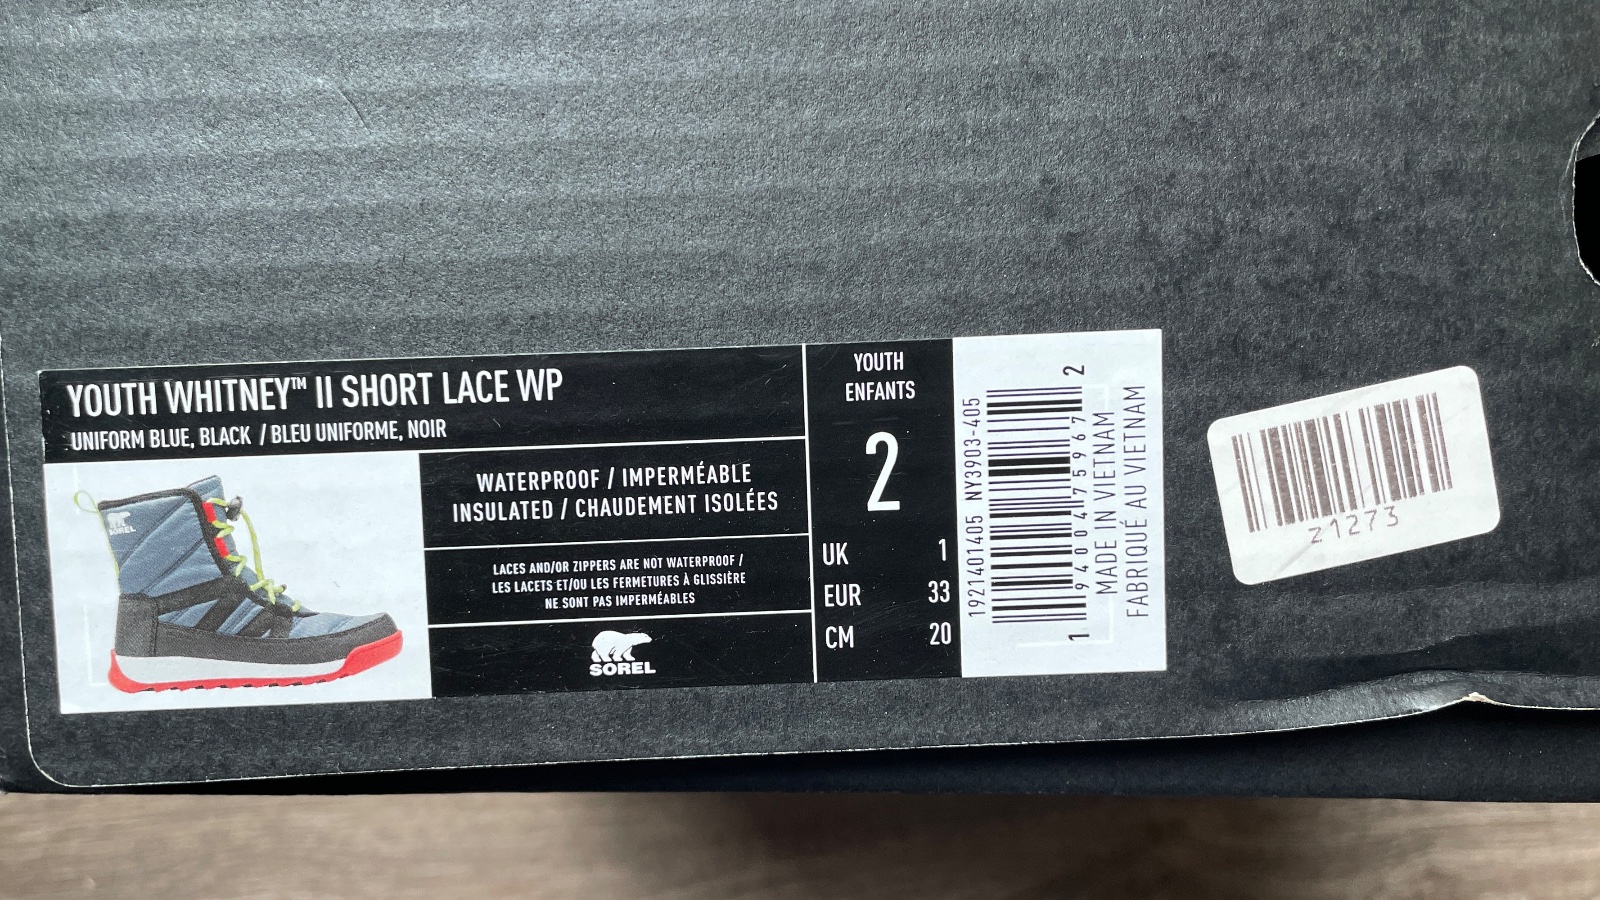 YOUTH WHITNEY™ II SHORT LACE WP
UNIFORM BLUE, BLACK / BLEU UNIFORME, NOIR
SOREL
WATERPROOF / IMPERMÉABLE
INSULATED / CHAUDEMENT ISOLÉES
LACES AND/OR ZIPPERS ARE NOT WATERPROOF /
LES LACETS ET/OU LES FERMETURES À GLISSIÈRE
NE SONT PAS IMPERMÉABLES
SOREL
YOUTH
ENFANTS
2
UK 1
EUR 33
CM 20
1921401405 NY3903-405
1 94004 75967 2
MADE IN VIETNAM
FABRIQUÉ AU VIETNAM
Z1273